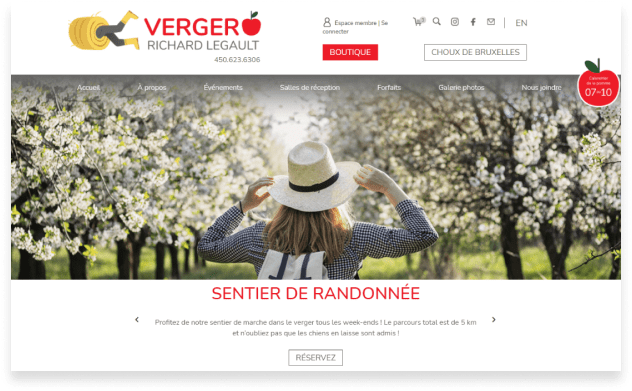 VERGER
RICHARD LEGAULT
450.623.6306
Espace membre | Se
connecter
0
EN
BOUTIQUE
CHOUX DE BRUXELLES
Accueil
À propos
Événements
Salles de réception
Forfaits
Galerie photos
Nous joindre
Calendrier
de la pomme
07-10
SENTIER DE RANDONNÉE
Profitez de notre sentier de marche dans le verger tous les week-ends ! Le parcours total est de 5 km
et n'oubliez pas que les chiens en laisse sont admis !
RÉSERVEZ